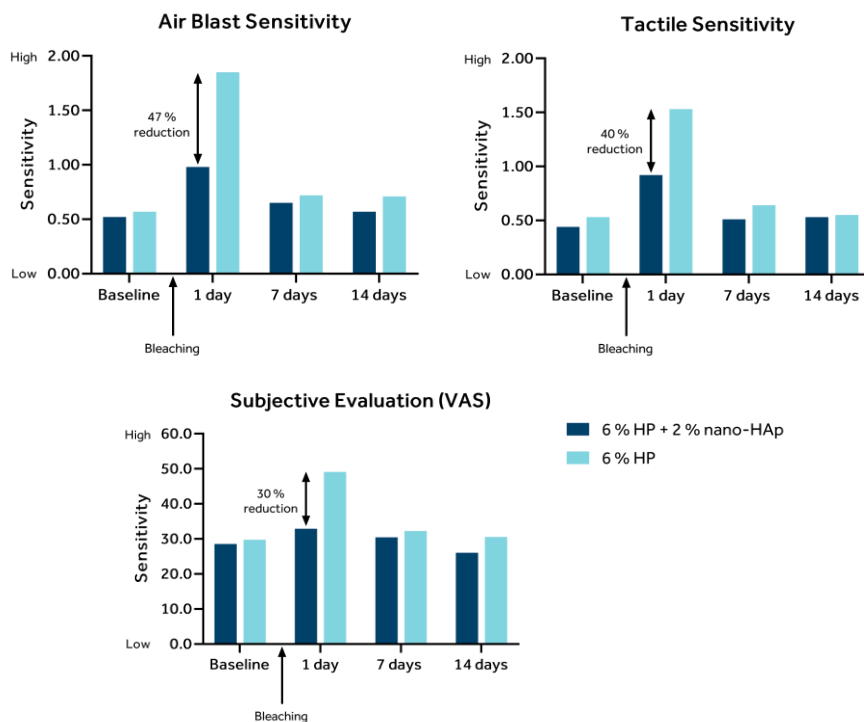 Air Blast Sensitivity
High
2.00
1.50
1.00
0.50
0.00
Low
Sensitivity
47 %
reduction
Baseline
1 day
7 days
14 days
Bleaching
Tactile Sensitivity
High
2.00
1.50
1.00
0.50
0.00
Low
Sensitivity
40 %
reduction
Baseline
1 day
7 days
14 days
Bleaching
Subjective Evaluation (VAS)
High
60.0
50.0
40.0
30.0
20.0
10.0
0.0
Low
Sensitivity
30 %
reduction
Baseline
1 day
7 days
14 days
Bleaching
6 % HP + 2 % nano-HAp
6 % HP